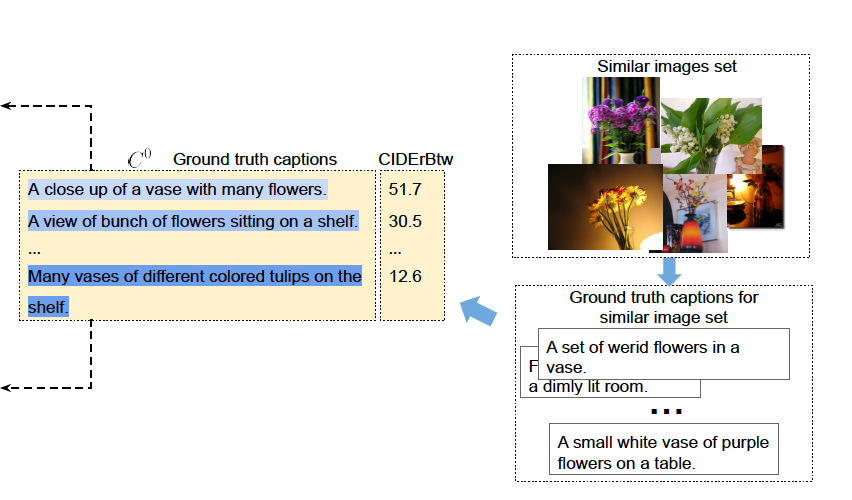 Similar images set
C⁰ Ground truth captions CIDErBtw
A close up of a vase with many flowers. 51.7
A view of bunch of flowers sitting on a shelf. 30.5
... ...
Many vases of different colored tulips on the 12.6
shelf.
Ground truth captions for
similar image set
A set of werid flowers in a
vase.
F
a dimly lit room.
...
A small white vase of purple
flowers on a table.